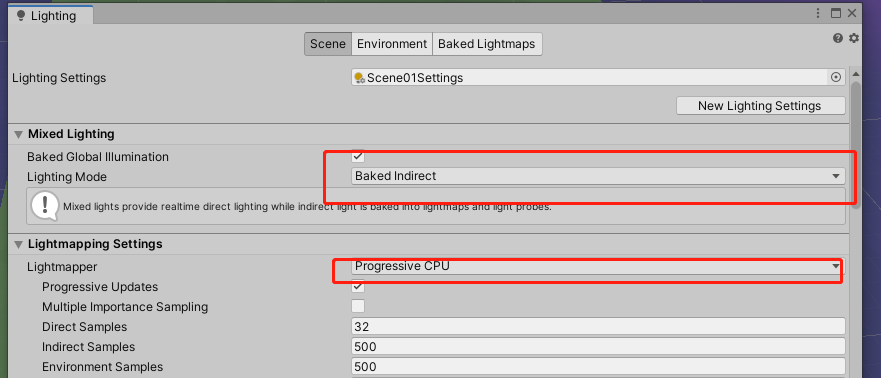 Lighting
Scene Environment Baked Lightmaps
Lighting Settings Scene01Settings
New Lighting Settings
Mixed Lighting
Baked Global Illumination
Lighting Mode Baked Indirect
Mixed lights provide realtime direct lighting while indirect light is baked into lightmaps and light probes.
Lightmapping Settings
Lightmapper Progressive CPU
Progressive Updates
Multiple Importance Sampling
Direct Samples 32
Indirect Samples 500
Environment Samples 500